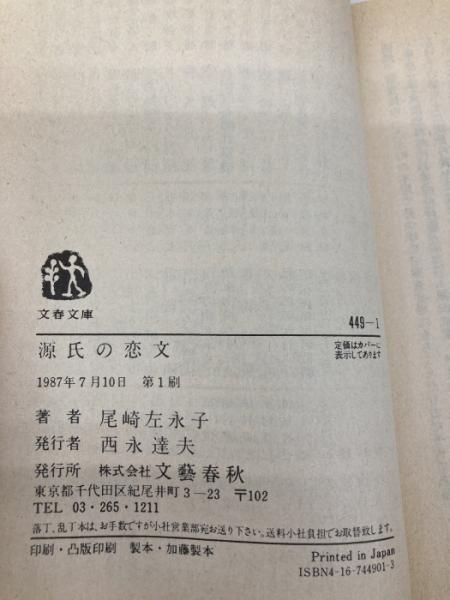 文春文庫
449-1
源氏の恋文
定価はカバーに
表示してあります
1987年7月10日 第1刷
著者 尾崎左永子
発行者 西永達夫
発行所 株式会社 文藝春秋
東京都千代田区紀尾井町3-23 〒102
TEL 03・265・1211
落丁、乱丁本は、お手数ですが小社営業部宛お送り下さい。送料小社負担でお取替致します。
印刷・凸版印刷 製本・加藤製本
Printed in Japan
ISBN4-16-744901-3